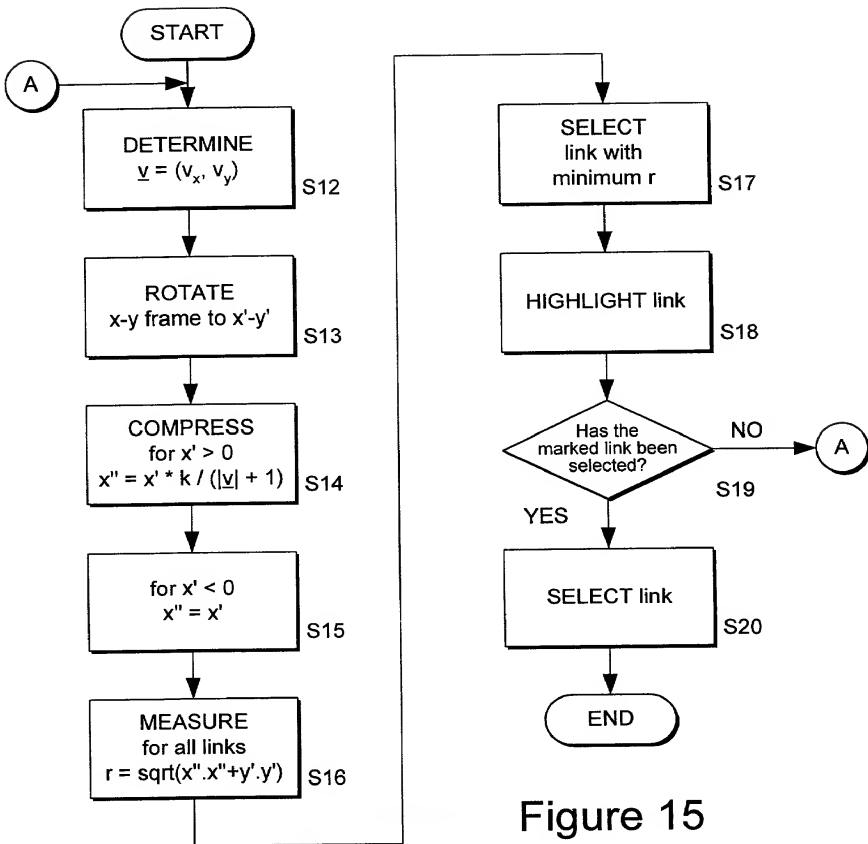 START
A
DETERMINE
v = (vx, vy)
S12
ROTATE
x-y frame to x'-y'
S13
COMPRESS
for x' > 0
x'' = x' * k / (|v| + 1)
S14
for x' < 0
x'' = x'
S15
MEASURE
for all links
r = sqrt(x''.x''+y'.y')
S16
SELECT
link with
minimum r
S17
HIGHLIGHT link
S18
Has the
marked link been
selected?
NO
A
S19
YES
SELECT link
S20
END
Figure 15